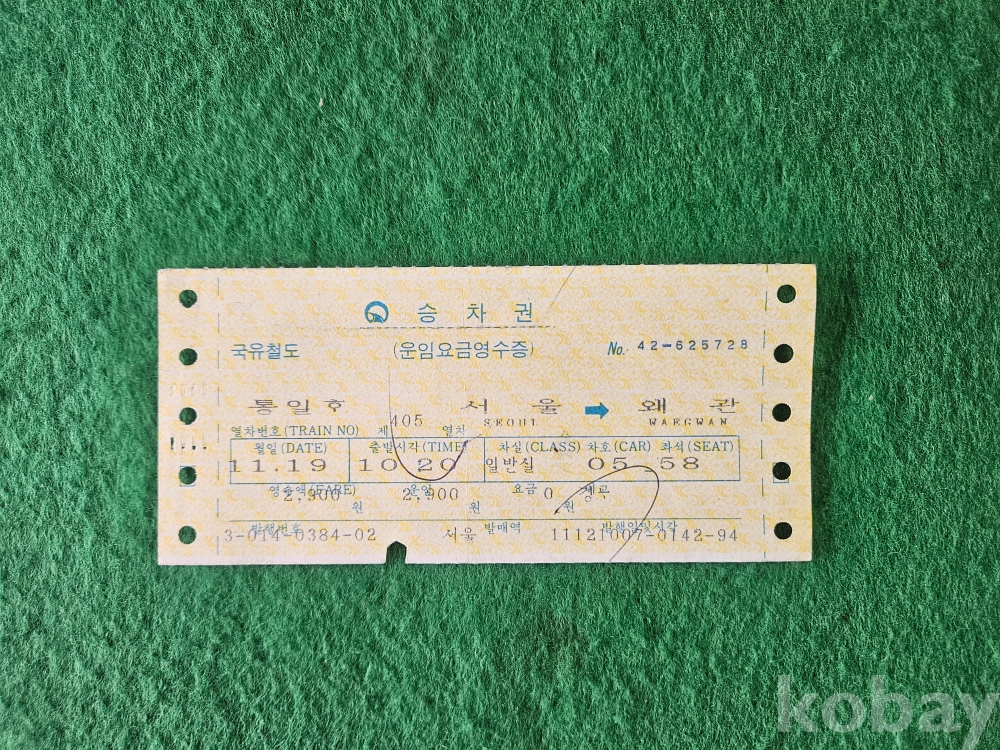 승 차 권
국유철도 (운임요금영수증) No. 42-625728
통일호 서 울 ➡ 왜 관
열차번호(TRAIN NO) 제 405 열차 SEOUL WAEGWAN
월일(DATE) 출발시각(TIME) 차실(CLASS) 차호(CAR) 좌석(SEAT)
11.19 10 20 일반실 05 58
영수액(FARE) 운임 요금
2,900 원 2,900 원 0 원
발행번호 발매역 발행일및시각
3-014-0384-02 서울 11121007-0142-94
kobay